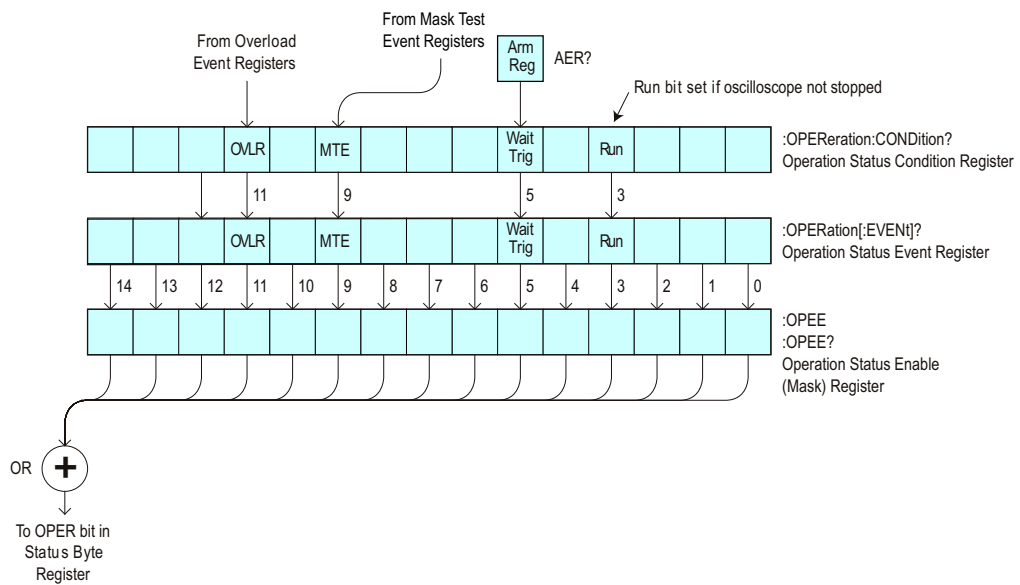 From Mask Test
Event Registers
From Overload
Event Registers
Arm
Reg
AER?
Run bit set if oscilloscope not stopped
OVLR
MTE
Wait
Trig
Run
:OPEReration:CONDition?
Operation Status Condition Register
11
9
5
3
OVLR
MTE
Wait
Trig
Run
:OPERation[:EVENt]?
Operation Status Event Register
14
13
12
11
10
9
8
7
6
5
4
3
2
1
0
:OPEE
:OPEE?
Operation Status Enable
(Mask) Register
OR
+
To OPER bit in
Status Byte
Register